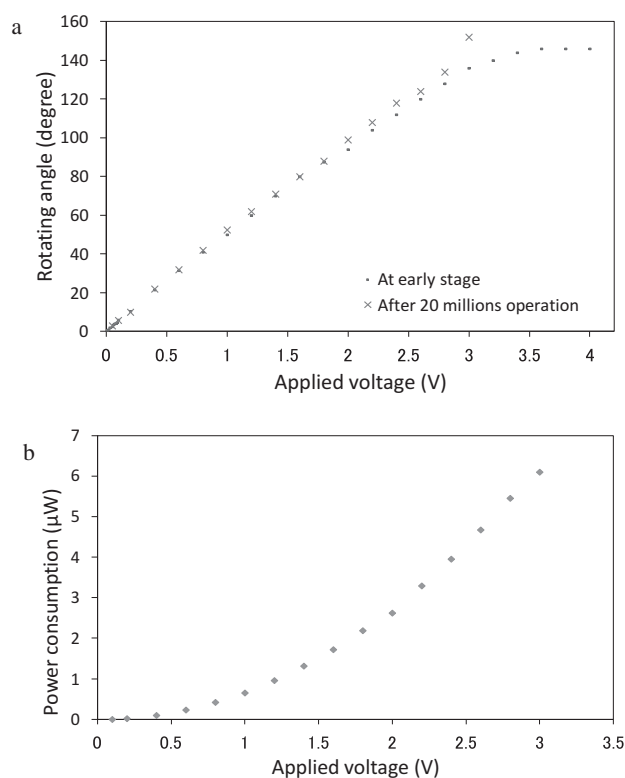 a
160
140
120
100
80
60
40
20
0
Rotating angle (degree)
At early stage
After 20 millions operation
0 0.5 1 1.5 2 2.5 3 3.5 4
Applied voltage (V)
b
7
6
5
4
3
2
1
0
Power consumption (µW)
0 0.5 1 1.5 2 2.5 3 3.5
Applied voltage (V)